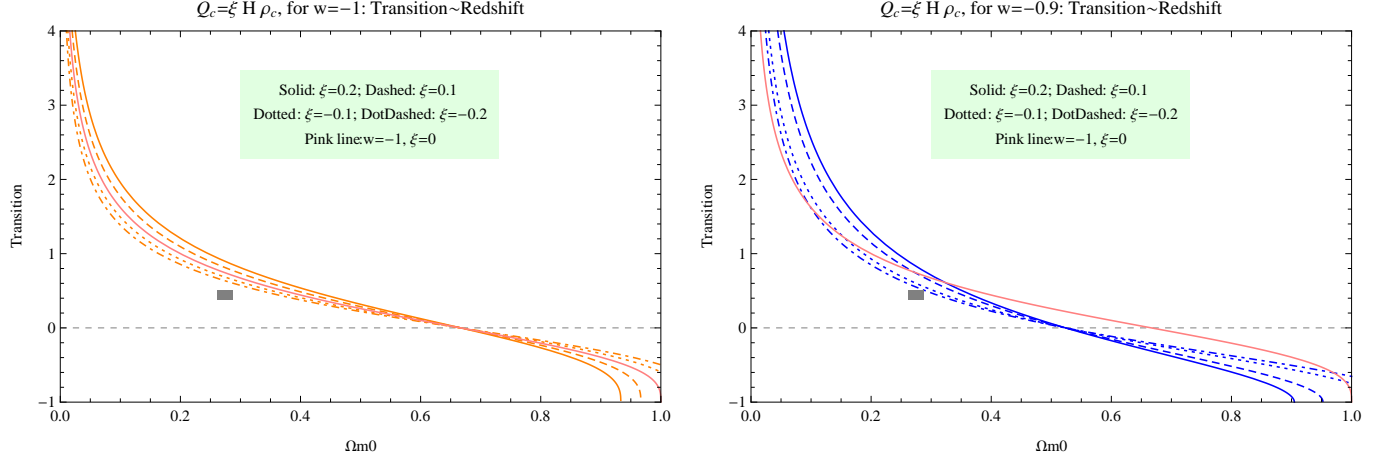 Q_c=ξ H ρ_c, for w=−1: Transition~Redshift
4
3
2
1
0
−1
Transition
Solid: ξ=0.2; Dashed: ξ=0.1
Dotted: ξ=−0.1; DotDashed: ξ=−0.2
Pink line:w=−1, ξ=0
0.0 0.2 0.4 0.6 0.8 1.0
Ωm0
Q_c=ξ H ρ_c, for w=−0.9: Transition~Redshift
4
3
2
1
0
−1
Transition
Solid: ξ=0.2; Dashed: ξ=0.1
Dotted: ξ=−0.1; DotDashed: ξ=−0.2
Pink line:w=−1, ξ=0
0.0 0.2 0.4 0.6 0.8 1.0
Ωm0